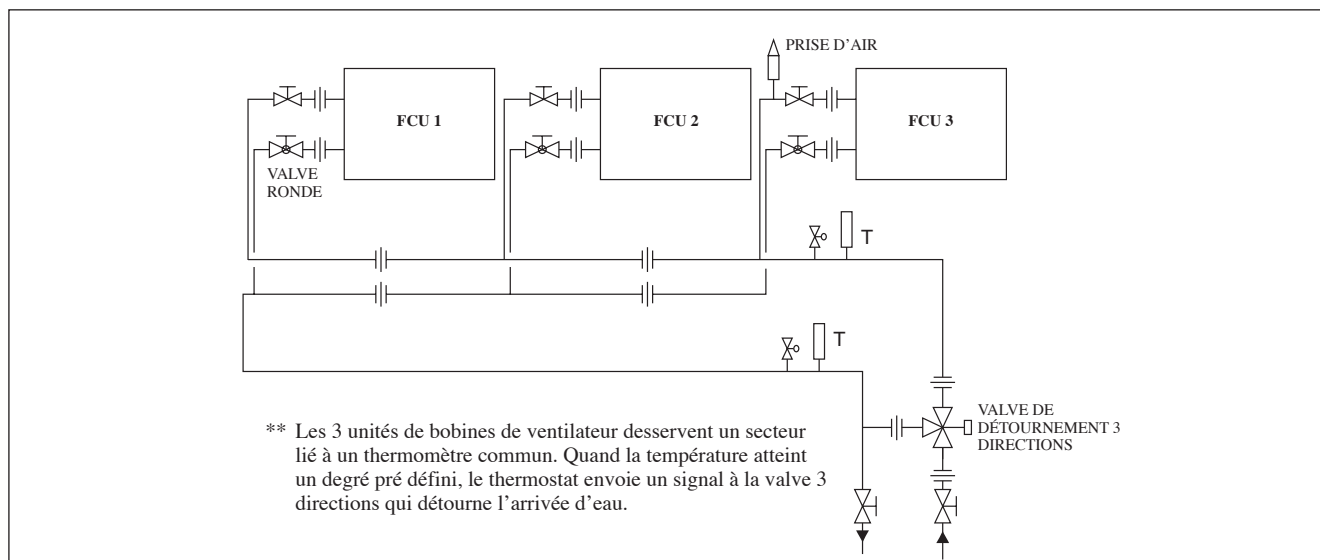 PRISE D'AIR
FCU 1
FCU 2
FCU 3
VALVE
RONDE
T
T
VALVE DE
DÉTOURNEMENT 3
DIRECTIONS
** Les 3 unités de bobines de ventilateur desservent un secteur
lié à un thermomètre commun. Quand la température atteint
un degré pré défini, le thermostat envoie un signal à la valve 3
directions qui détourne l'arrivée d'eau.